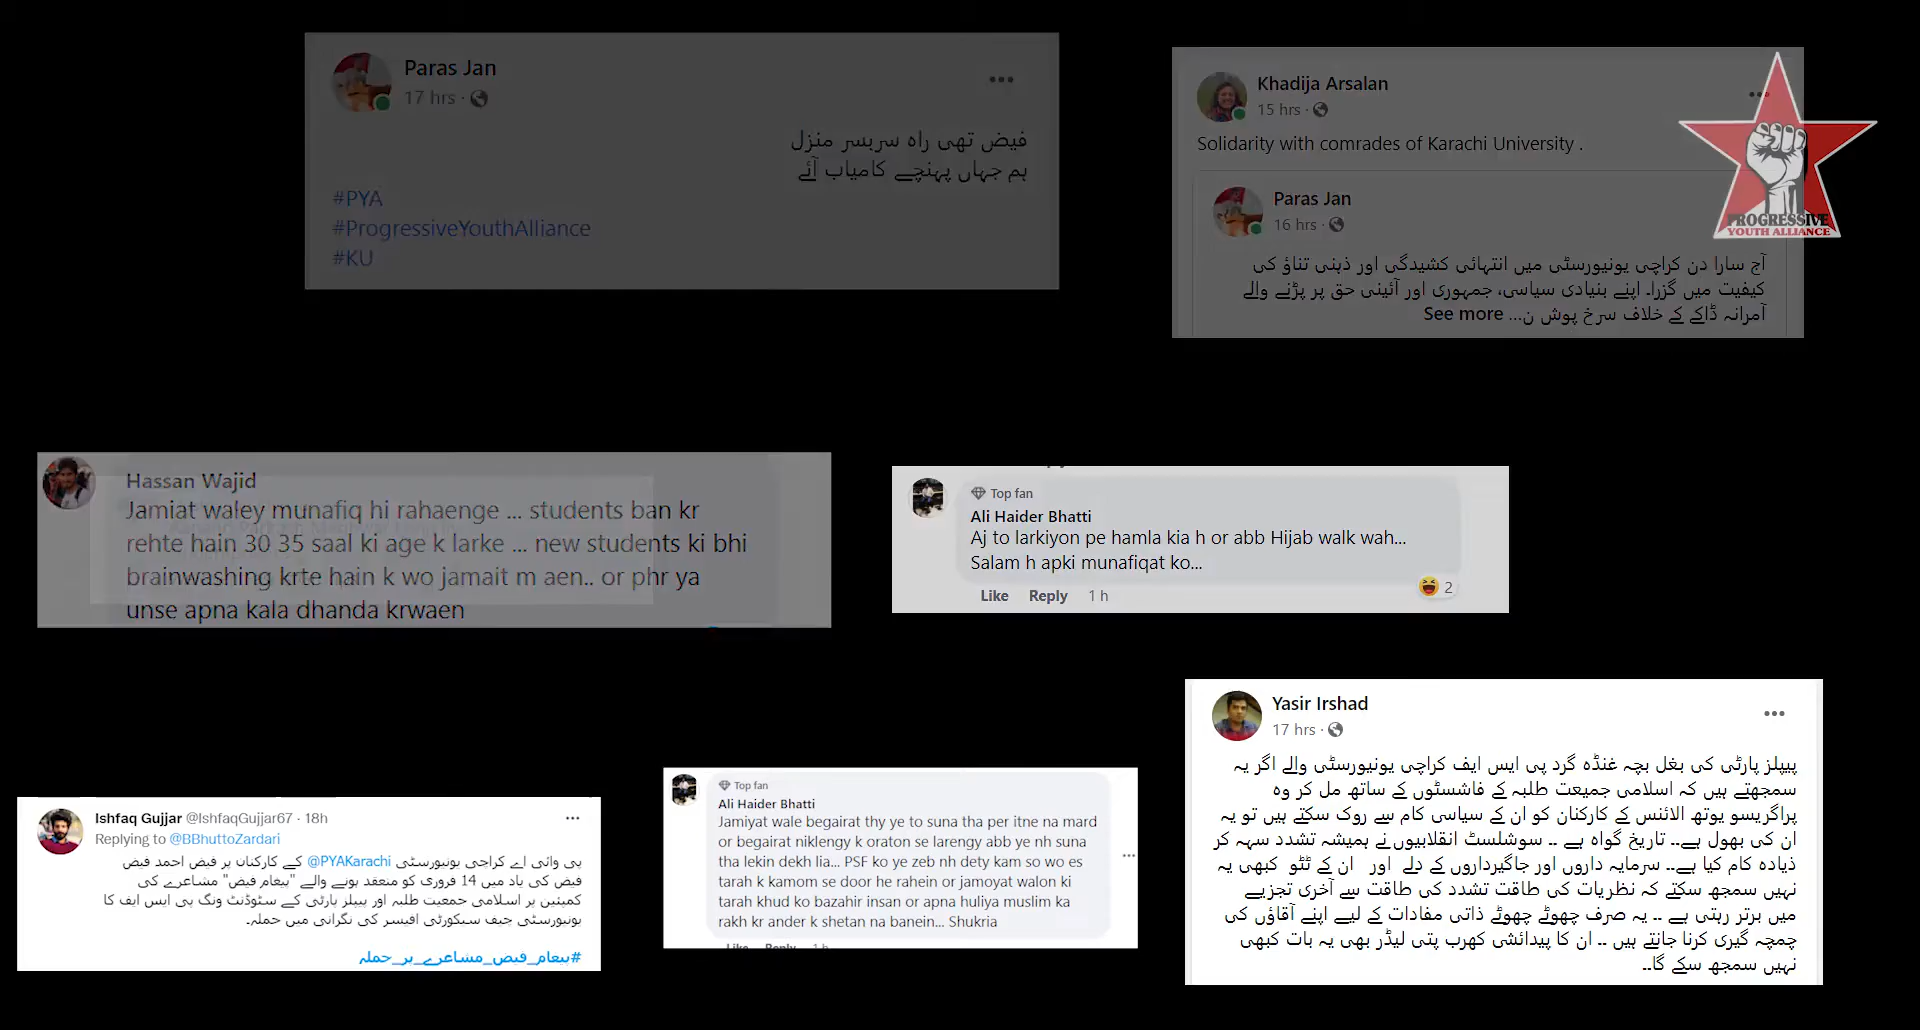 Paras Jan
17 hrs ·
فیض تھی راہ سربسر منزل
ہم جہاں پہنچے کامیاب آئے
#PYA
#ProgressiveYouthAlliance
#KU
Khadija Arsalan
15 hrs ·
Solidarity with comrades of Karachi University .
Paras Jan
16 hrs ·
آج سارا دن کراچی یونیورسٹی میں انتہائی کشیدگی اور ذہنی تناؤ کی
کیفیت میں گزرا۔ اپنے بنیادی سیاسی، جمہوری اور آئینی حق پر پڑنے والے
آمرانہ ڈاکے کے خلاف سرخ پوش ن... See more
PROGRESSIVE
YOUTH ALLIANCE
Hassan Wajid
Jamiat waley munafiq hi rahaenge ... students ban kr
rehte hain 30 35 saal ki age k larke ... new students ki bhi
brainwashing krte hain k wo jamait m aen.. or phr ya
unse apna kala dhanda krwaen
Top fan
Ali Haider Bhatti
Aj to larkiyon pe hamla kia h or abb Hijab walk wah...
Salam h apki munafiqat ko...
Like Reply 1 h
2
Ishfaq Gujjar @IshfaqGujjar67 · 18h
Replying to @BBhuttoZardari
پی وائی اے کراچی یونیورسٹی @PYAKarachi کے کارکنان پر فیض احمد فیض
فیض کی یاد میں 14 فروری کو منعقد ہونے والے "پیغام فیض" مشاعرے کی
کمپئین پر اسلامی جمعیت طلبہ اور پیپلز پارٹی کے سٹوڈنٹ ونگ پی ایس ایف کا
یونیورسٹی چیف سیکورٹی آفیسر کی نگرانی میں حملہ۔
#پیغام_فیض_مشاعرے_پر_حملہ
Top fan
Ali Haider Bhatti
Jamiyat wale begairat thy ye to suna tha per itne na mard
or begairat niklengy k oraton se larengy abb ye nh suna
tha lekin dekh lia... PSF ko ye zeb nh dety kam so wo es
tarah k kamom se door he rahein or jamoyat walon ki
tarah khud ko bazahir insan or apna huliya muslim ka
rakh kr ander k shetan na banein... Shukria
Like Reply 1 h
Yasir Irshad
17 hrs ·
پیپلز پارٹی کی بغل بچہ غنڈہ گرد پی ایس ایف کراچی یونیورسٹی والے اگر یہ
سمجھتے ہیں کہ اسلامی جمیعت طلبہ کے فاشسٹوں کے ساتھ مل کر وہ
پراگریسو یوتھ الائنس کے کارکنان کو ان کے سیاسی کام سے روک سکتے ہیں تو یہ
ان کی بھول ہے۔۔ تاریخ گواہ ہے ۔۔ سوشلسٹ انقلابیوں نے ہمیشہ تشدد سہہ کر
ذیادہ کام کیا ہے۔۔ سرمایہ داروں اور جاگیرداروں کے دلے اور ان کے ٹٹو کبھی یہ
نہیں سمجھ سکتے کہ نظریات کی طاقت تشدد کی طاقت سے آخری تجزیے
میں برتر رہتی ہے ۔۔ یہ صرف چھوٹے چھوٹے ذاتی مفادات کے لیے اپنے آقاؤں کی
چمچہ گیری کرنا جانتے ہیں ۔۔ ان کا پیدائشی کھرب پتی لیڈر بھی یہ بات کبھی
نہیں سمجھ سکے گا۔۔